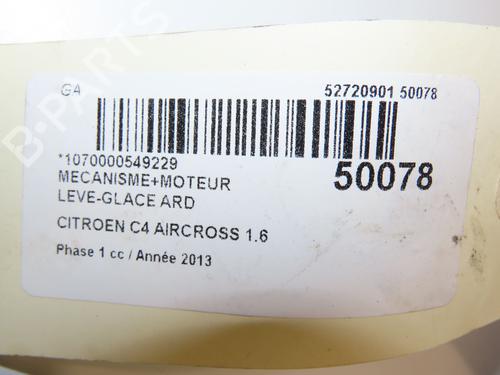 GA 52720901 50078
*1070000549229
MECANISME+MOTEUR 50078
LEVE-GLACE ARD
CITROEN C4 AIRCROSS 1.6
Phase 1 cc / Année 2013
B-PARTS